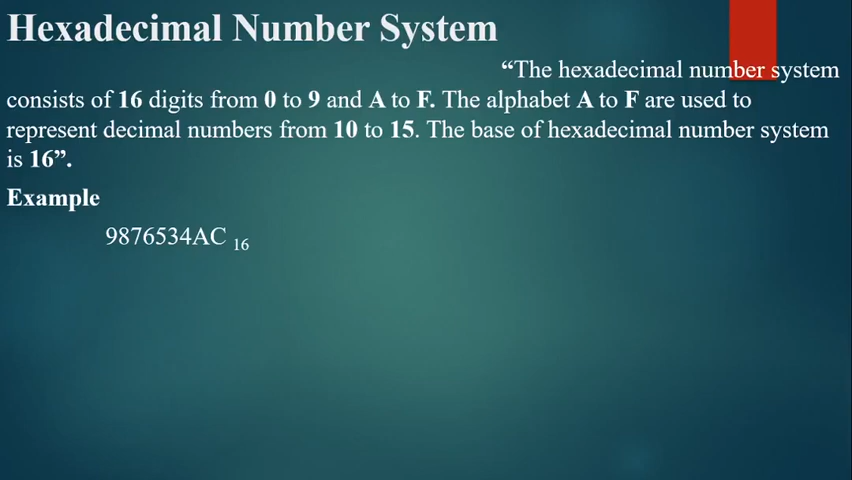 Hexadecimal Number System
“The hexadecimal number system
consists of 16 digits from 0 to 9 and A to F. The alphabet A to F are used to
represent decimal numbers from 10 to 15. The base of hexadecimal number system
is 16”.
Example
9876534AC 16